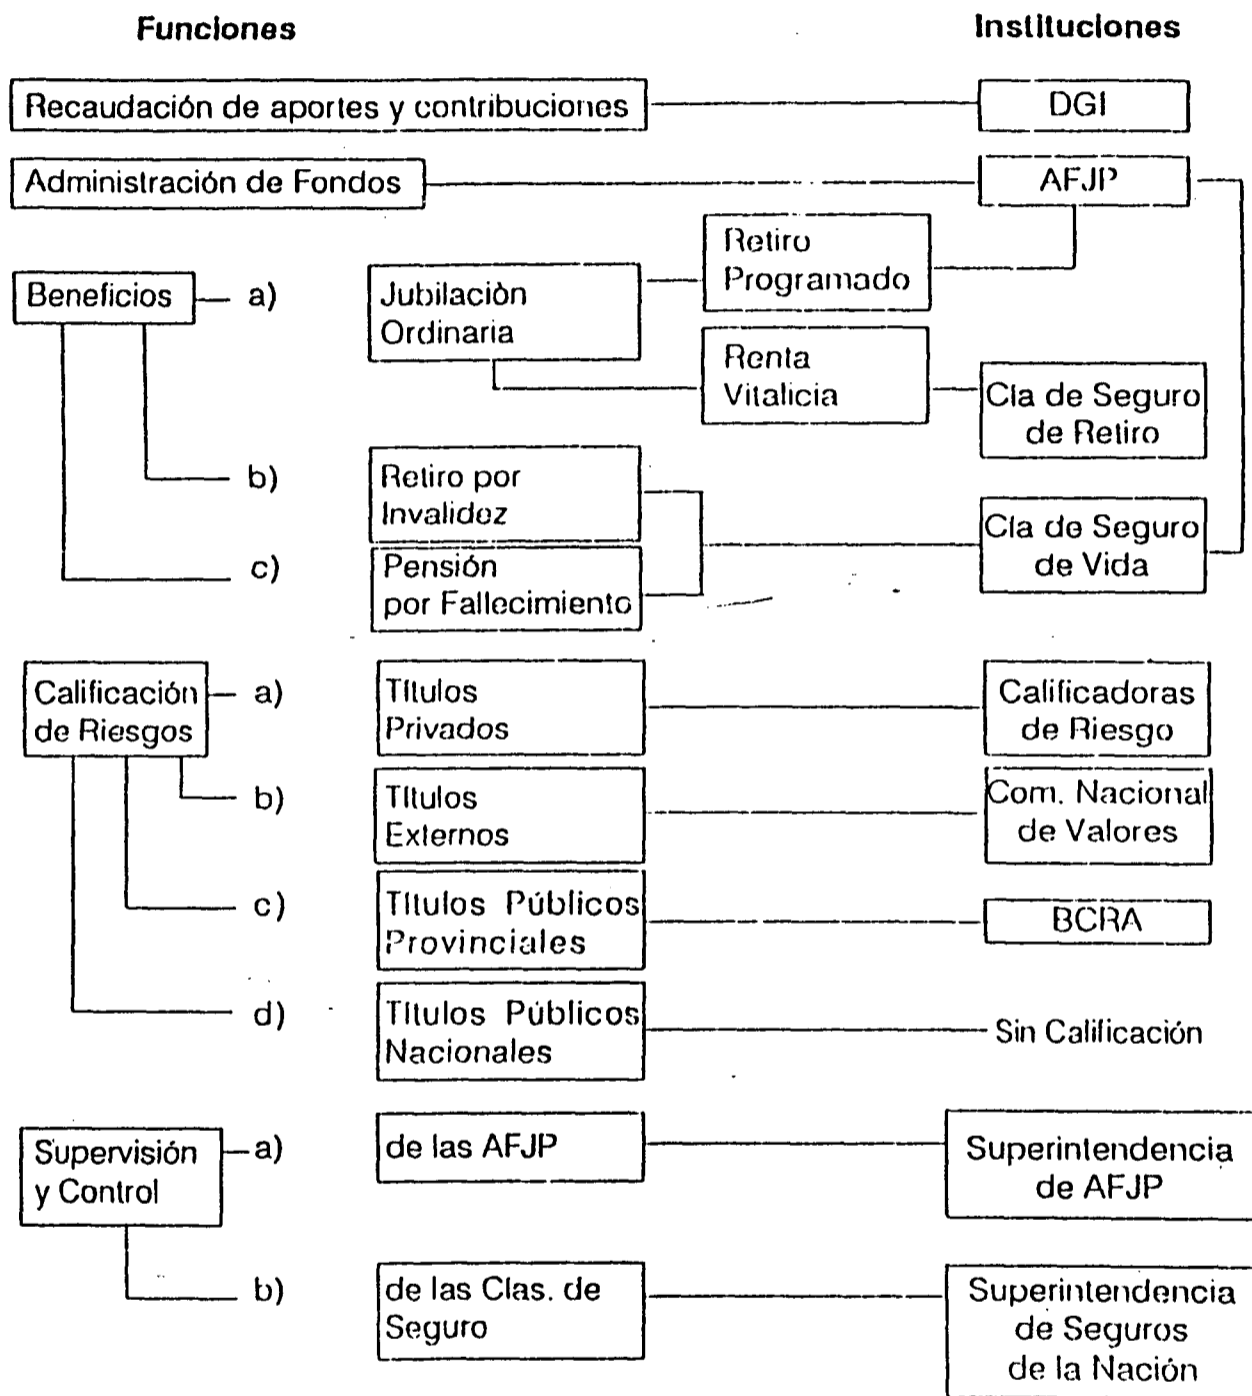 Funciones
Instituciones
Recaudación de aportes y contribuciones
DGI
Administración de Fondos
AFJP
Beneficios
a)
Jubilación
Ordinaria
Retiro
Programado
Renta
Vitalicia
Cía de Seguro
de Retiro
b)
Retiro por
Invalidez
c)
Pensión
por Fallecimiento
Cía de Seguro
de Vida
Calificación
de Riesgos
a)
Títulos
Privados
Calificadoras
de Riesgo
b)
Títulos
Externos
Com. Nacional
de Valores
c)
Títulos Públicos
Provinciales
BCRA
d)
Títulos Públicos
Nacionales
Sin Calificación
Supervisión
y Control
a)
de las AFJP
Superintendencia
de AFJP
b)
de las Cías. de
Seguro
Superintendencia
de Seguros
de la Nación